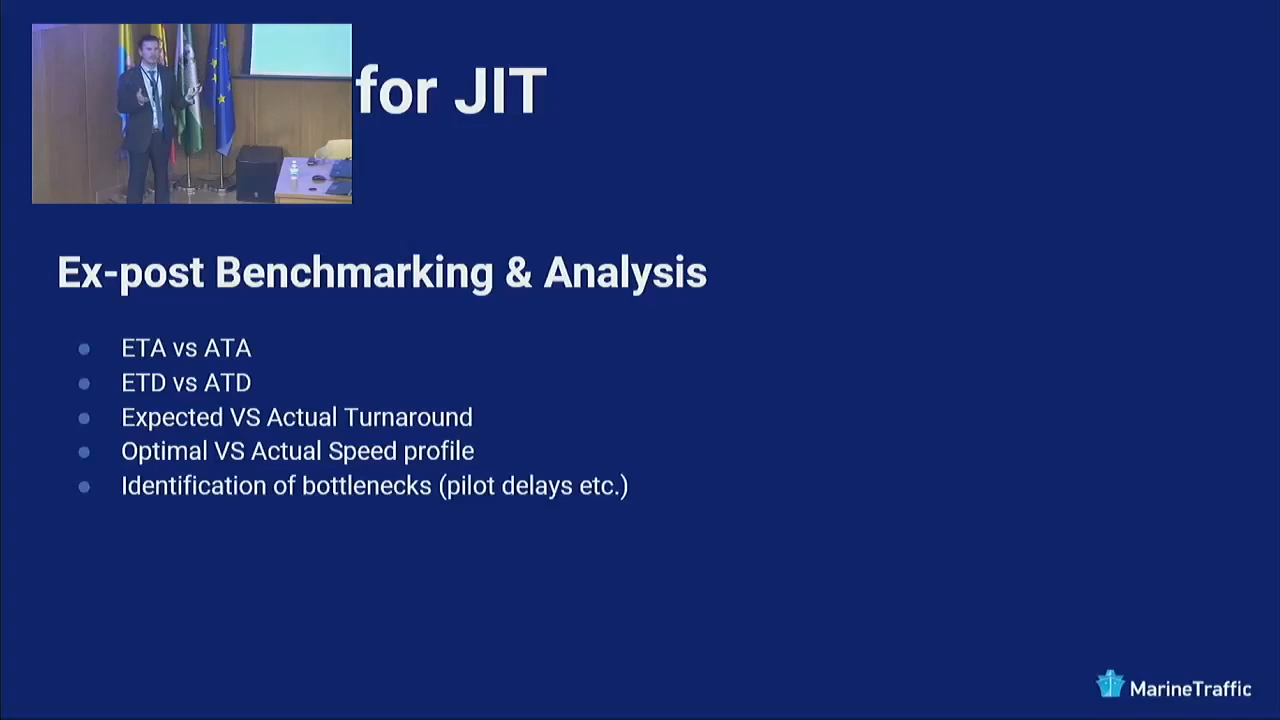 for JIT
Ex-post Benchmarking & Analysis
ETA vs ATA
ETD vs ATD
Expected VS Actual Turnaround
Optimal VS Actual Speed profile
Identification of bottlenecks (pilot delays etc.)
MarineTraffic